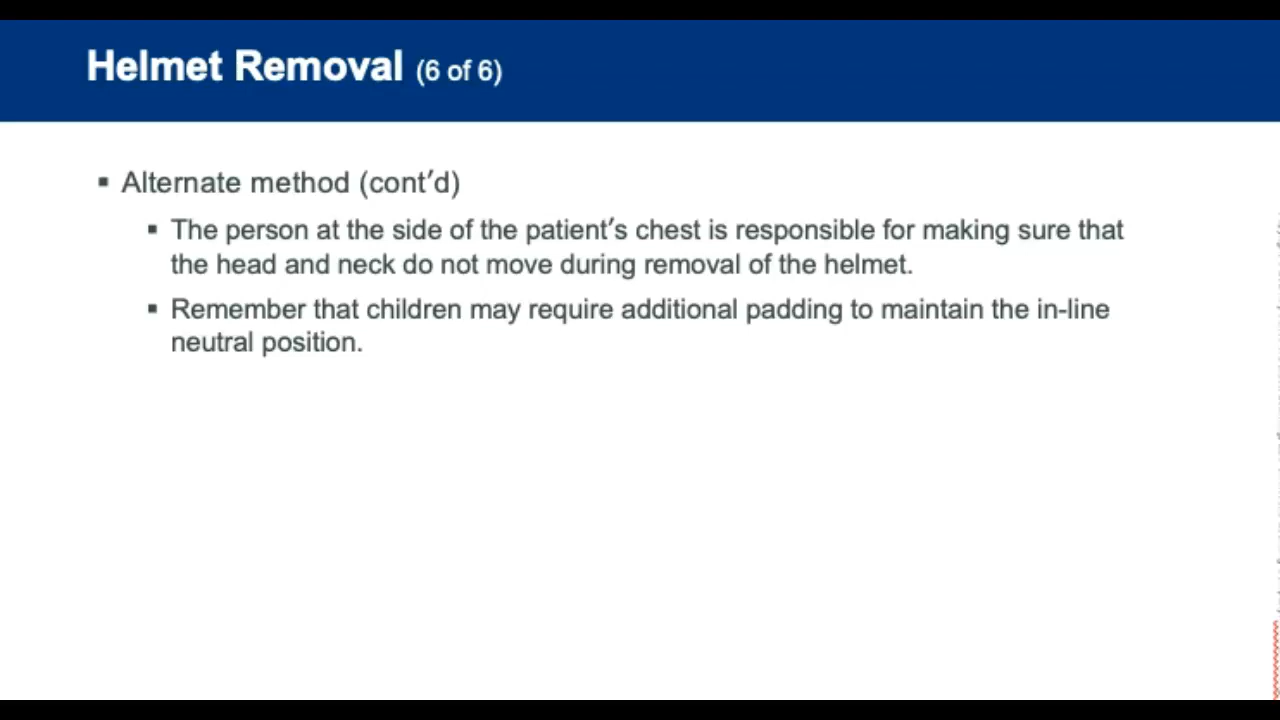 Helmet Removal (6 of 6)
▪ Alternate method (cont’d)
▪ The person at the side of the patient’s chest is responsible for making sure that
the head and neck do not move during removal of the helmet.
▪ Remember that children may require additional padding to maintain the in-line
neutral position.